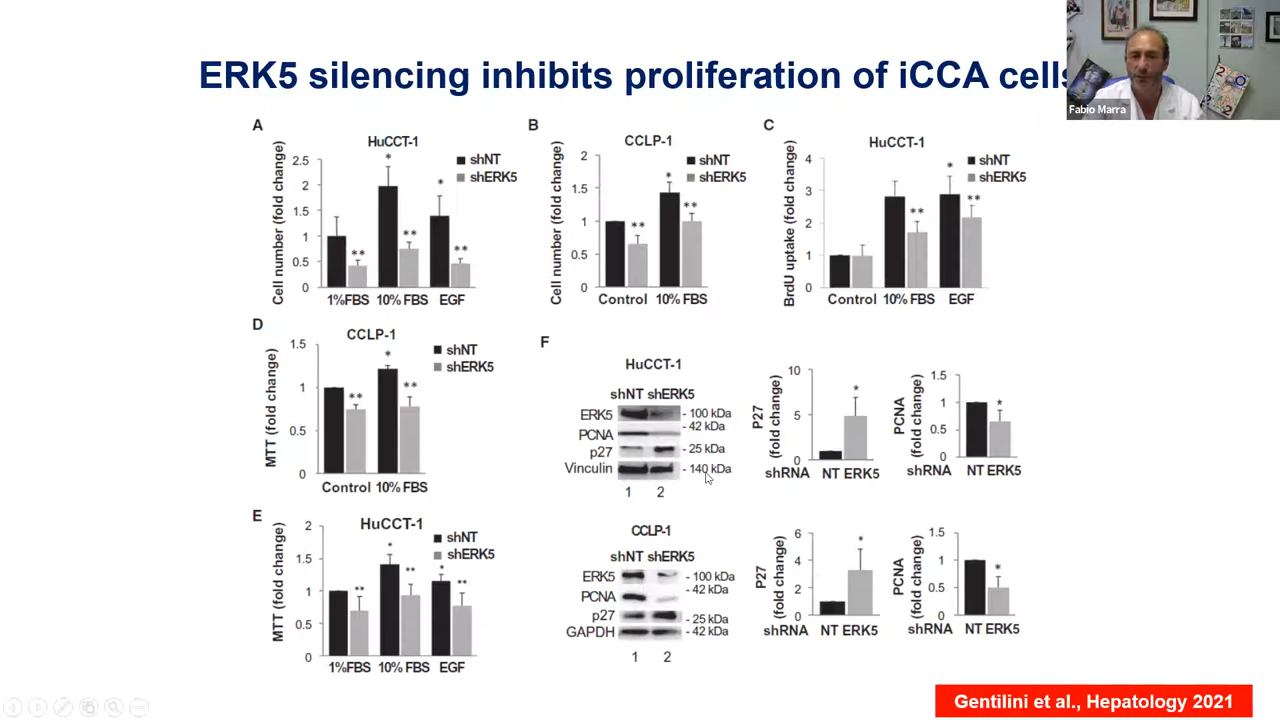 ERK5 silencing inhibits proliferation of iCCA cells
Fabio Marra
A
HuCCT-1
Cell number (fold change)
2.5
2
1.5
1
0.5
0
*
*
**
**
**
shNT
shERK5
1%FBS 10% FBS EGF
B
CCLP-1
Cell number (fold change)
2
1.5
1
0.5
0
*
**
**
shNT
shERK5
Control 10% FBS
C
HuCCT-1
BrdU uptake (fold change)
4
3
2
1
0
*
**
**
shNT
shERK5
Control 10% FBS EGF
D
CCLP-1
MTT (fold change)
1.5
1
0.5
0
*
**
**
shNT
shERK5
Control 10% FBS
E
HuCCT-1
MTT (fold change)
2
1.5
1
0.5
0
*
*
**
**
**
shNT
shERK5
1%FBS 10% FBS EGF
F
HuCCT-1
shNT shERK5
ERK5 - 100 kDa
- 42 kDa
PCNA
p27 - 25 kDa
Vinculin - 140 kDa
1 2
P27
(fold change)
10
5
0
*
shRNA NT ERK5
PCNA
(fold change)
1.5
1.0
0.5
0
*
shRNA NT ERK5
CCLP-1
shNT shERK5
ERK5 - 100 kDa
- 42 kDa
PCNA
p27 - 25 kDa
GAPDH - 42 kDa
1 2
P27
(fold change)
6
4
2
0
*
shRNA NT ERK5
PCNA
(fold change)
1.5
1.0
0.5
0
*
shRNA NT ERK5
Gentilini et al., Hepatology 2021